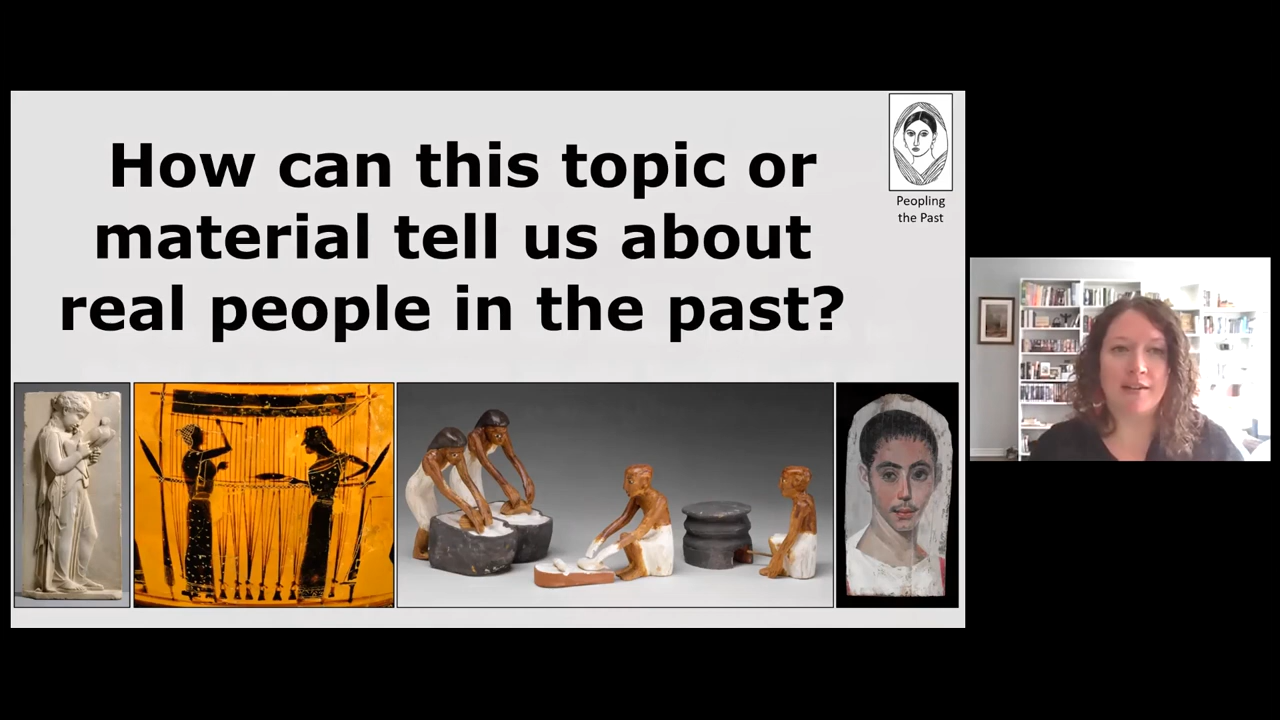 How can this topic or
material tell us about
real people in the past?
Peopling
the Past